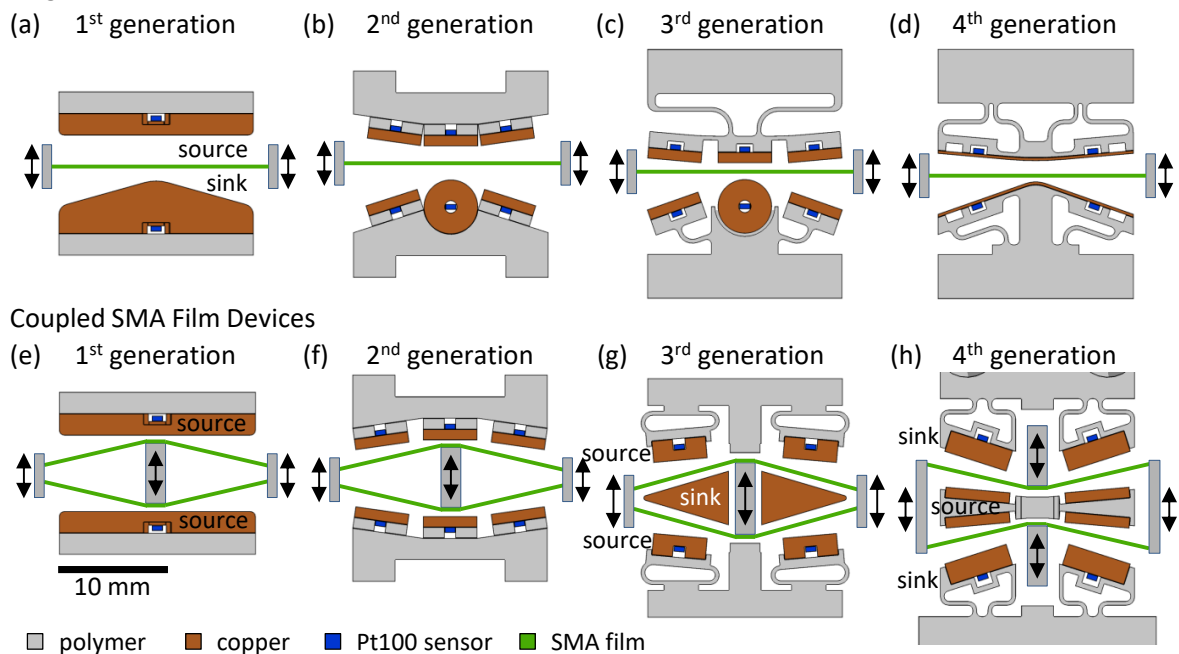 (a) 1st generation (b) 2nd generation (c) 3rd generation (d) 4th generation
source
sink
Coupled SMA Film Devices
(e) 1st generation (f) 2nd generation (g) 3rd generation (h) 4th generation
source
source
sink
sink
source
source
source
sink
10 mm
polymer copper Pt100 sensor SMA film